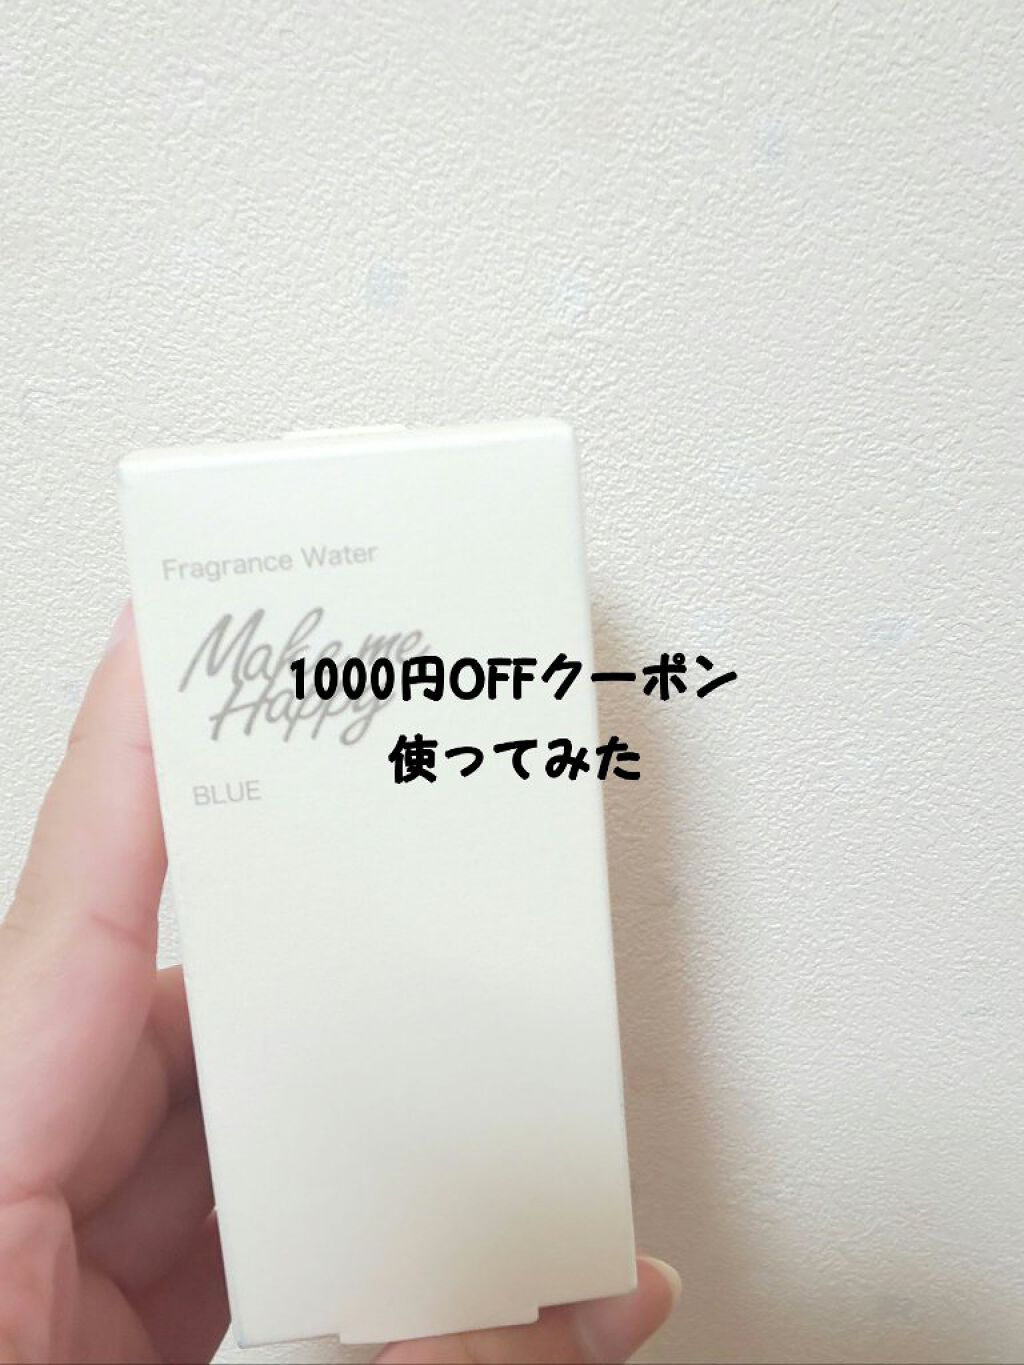 Fragrance Water
Make me
Happy
1000円OFFクーポン
使ってみた
BLUE